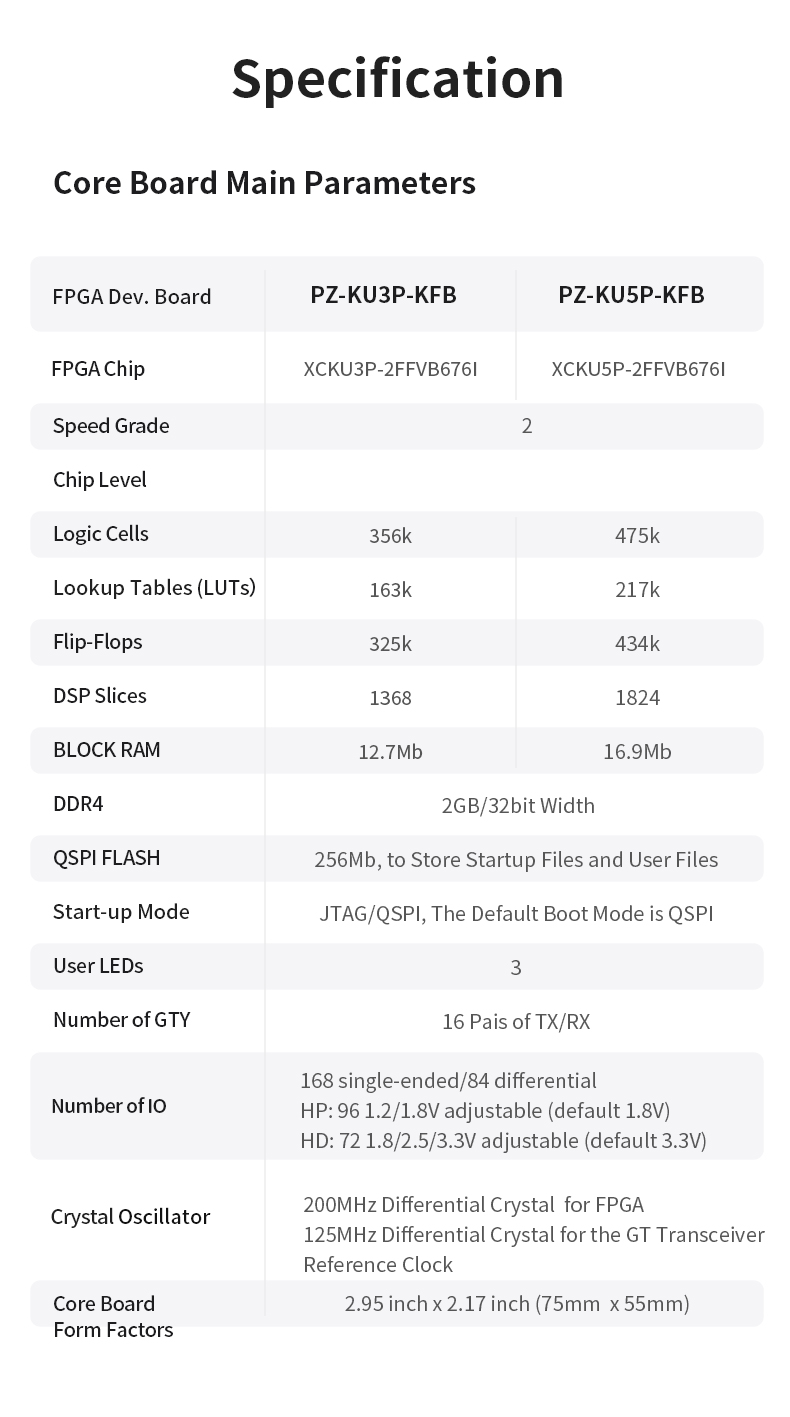 Specification
Core Board Main Parameters
FPGA Dev. Board PZ-KU3P-KFB PZ-KU5P-KFB
FPGA Chip XCKU3P-2FFVB676I XCKU5P-2FFVB676I
Speed Grade 2
Chip Level
Logic Cells 356k 475k
Lookup Tables (LUTs) 163k 217k
Flip-Flops 325k 434k
DSP Slices 1368 1824
BLOCK RAM 12.7Mb 16.9Mb
DDR4 2GB/32bit Width
QSPI FLASH 256Mb, to Store Startup Files and User Files
Start-up Mode JTAG/QSPI, The Default Boot Mode is QSPI
User LEDs 3
Number of GTY 16 Pais of TX/RX
Number of IO
168 single-ended/84 differential
HP: 96 1.2/1.8V adjustable (default 1.8V)
HD: 72 1.8/2.5/3.3V adjustable (default 3.3V)
Crystal Oscillator
200MHz Differential Crystal for FPGA
125MHz Differential Crystal for the GT Transceiver
Reference Clock
Core Board 2.95 inch x 2.17 inch (75mm x 55mm)
Form Factors